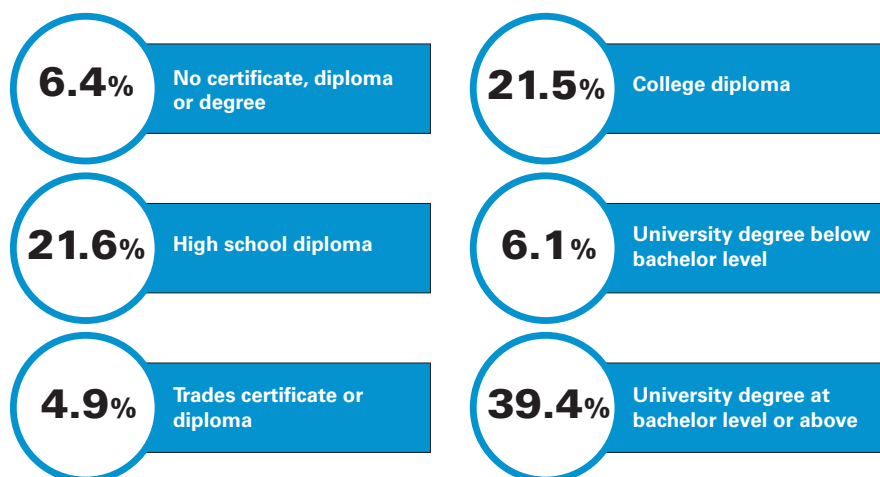 6.4%
No certificate, diploma
or degree
21.6%
High school diploma
4.9%
Trades certificate or
diploma
21.5%
College diploma
6.1%
University degree below
bachelor level
39.4%
University degree at
bachelor level or above